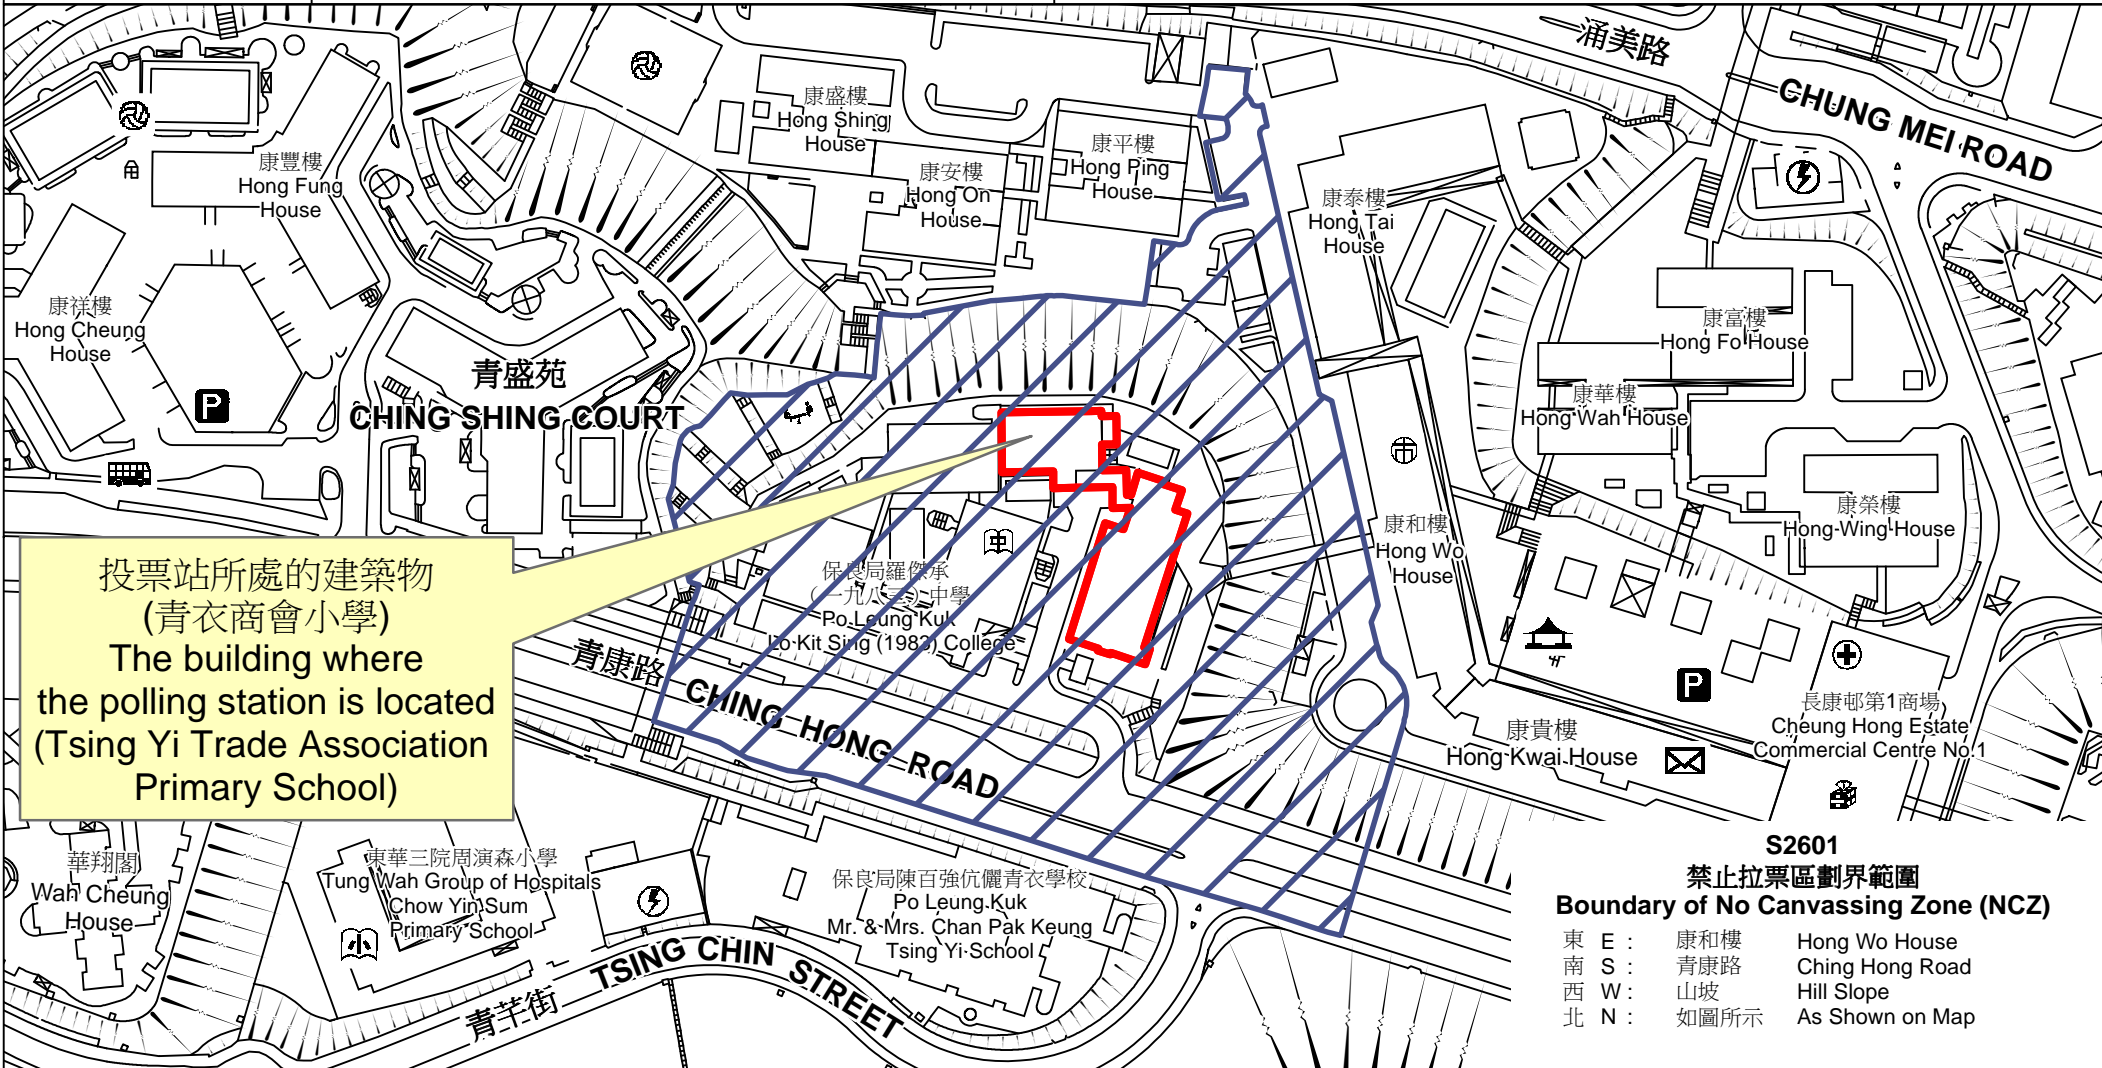 涌美路
CHUNG MEI ROAD
康盛樓
Hong Shing
House
康豐樓
Hong Fung
House
康安樓
Hong On
House
康平樓
Hong Ping
House
康泰樓
Hong Tai
House
康祥樓
Hong Cheung
House
P
青盛苑
CHING SHING COURT
康富樓
Hong Fo House
康華樓
Hong Wah House
市
康榮樓
Hong Wing House
康和樓
Hong Wo
House
中
保良局羅傑承
(一九八三)中學
Po Leung Kuk
Lo Kit Sing (1983) College
投票站所處的建築物
(青衣商會小學)
The building where
the polling station is located
(Tsing Yi Trade Association
Primary School)
青康路
CHING HONG ROAD
康貴樓
Hong Kwai House
P
長康邨第1商場
Cheung Hong Estate
Commercial Centre No.1
華翔閣
Wah Cheung
House
東華三院周演森小學
Tung Wah Group of Hospitals
Chow Yin Sum
Primary School
小
保良局陳百強伉儷青衣學校
Po Leung Kuk
Mr. & Mrs. Chan Pak Keung
Tsing Yi School
青芊街
TSING CHIN STREET
S2601
禁止拉票區劃界範圍
Boundary of No Canvassing Zone (NCZ)
東 E : 康和樓 Hong Wo House
南 S : 青康路 Ching Hong Road
西 W : 山坡 Hill Slope
北 N : 如圖所示 As Shown on Map